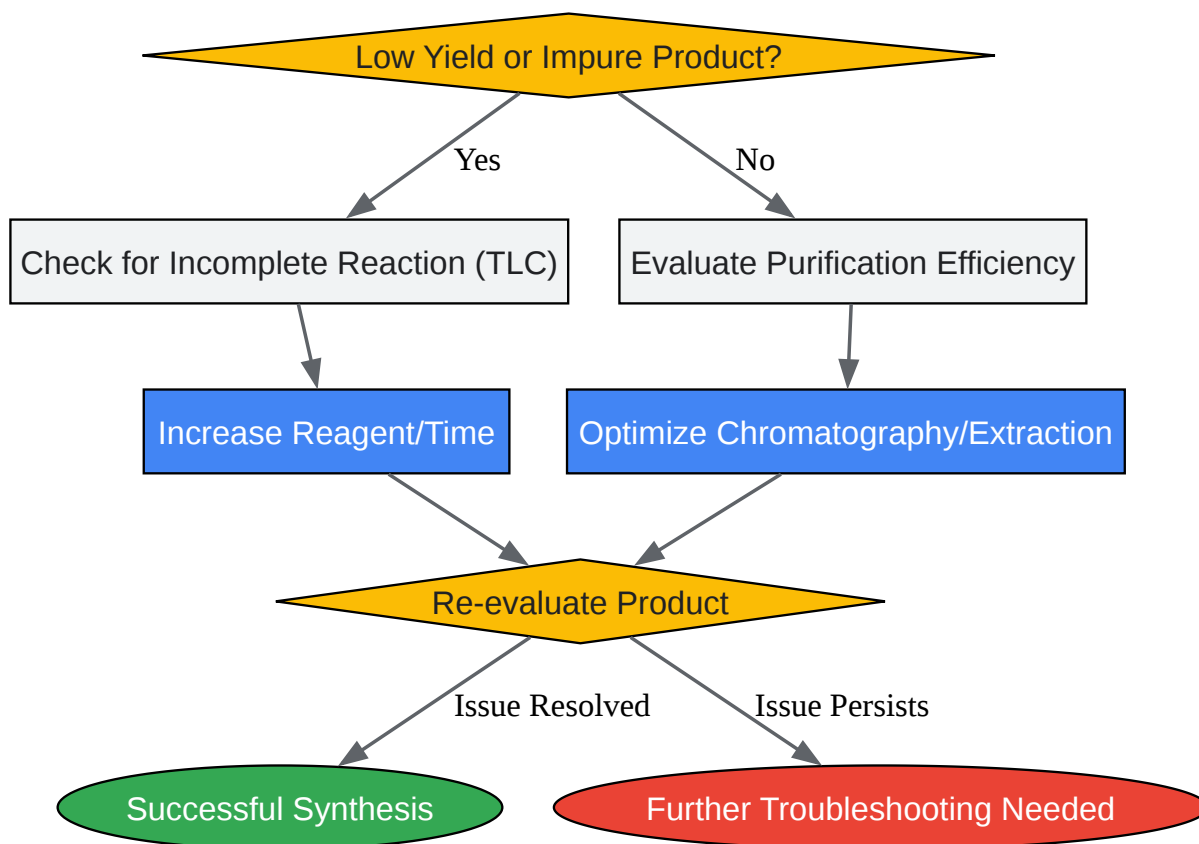 Low Yield or Impure Product?
Yes
No
Check for Incomplete Reaction (TLC)
Evaluate Purification Efficiency
Increase Reagent/Time
Optimize Chromatography/Extraction
Re-evaluate Product
Issue Resolved
Issue Persists
Successful Synthesis
Further Troubleshooting Needed